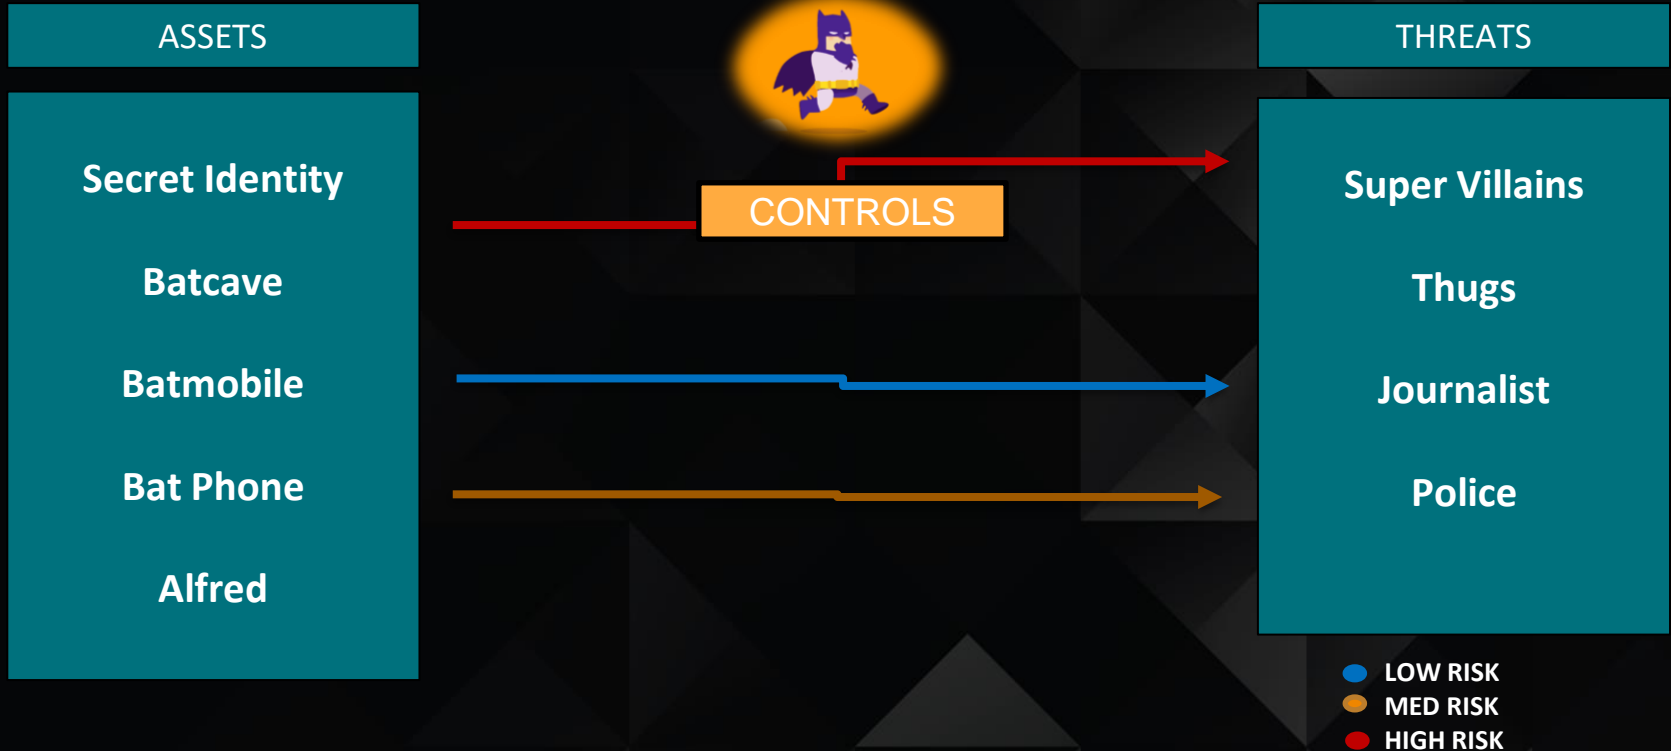 ASSETS
Secret Identity
Batcave
Batmobile
Bat Phone
Alfred
CONTROLS
THREATS
Super Villains
Thugs
Journalist
Police
LOW RISK
MED RISK
HIGH RISK